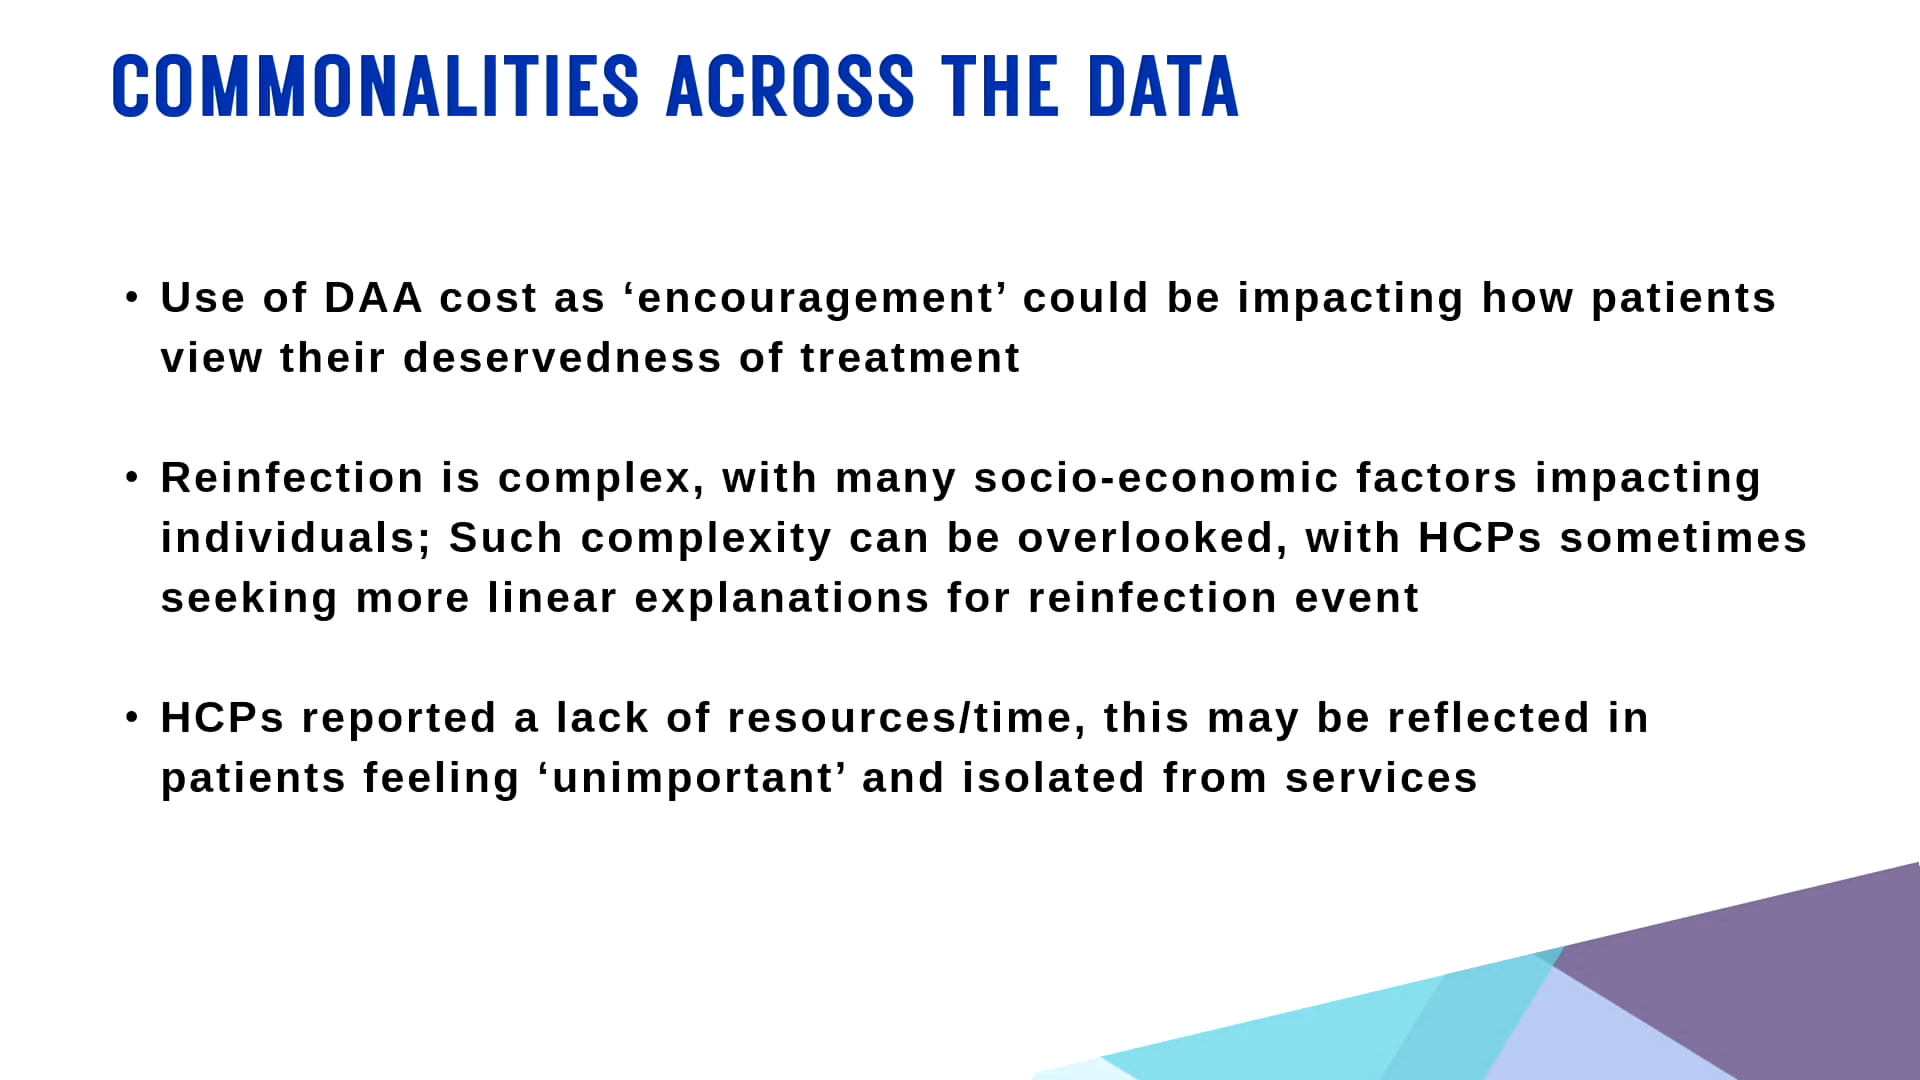 COMMONALITIES ACROSS THE DATA
• Use of DAA cost as ‘encouragement’ could be impacting how patients
view their deservedness of treatment
• Reinfection is complex, with many socio-economic factors impacting
individuals; Such complexity can be overlooked, with HCPs sometimes
seeking more linear explanations for reinfection event
• HCPs reported a lack of resources/time, this may be reflected in
patients feeling ‘unimportant’ and isolated from services